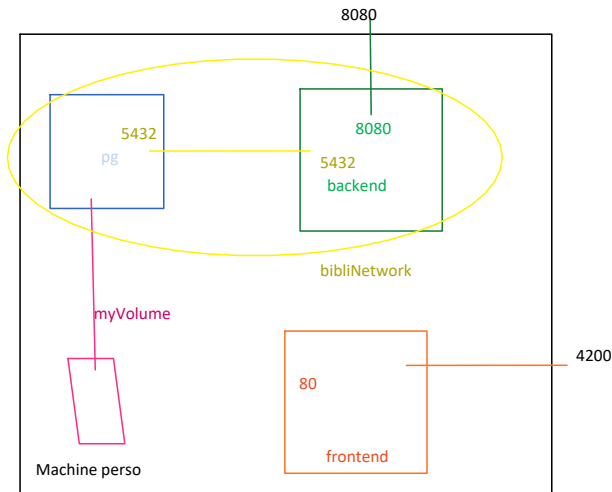 8080
5432
pg
8080
5432
backend
bibliNetwork
myVolume
4200
80
frontend
Machine perso